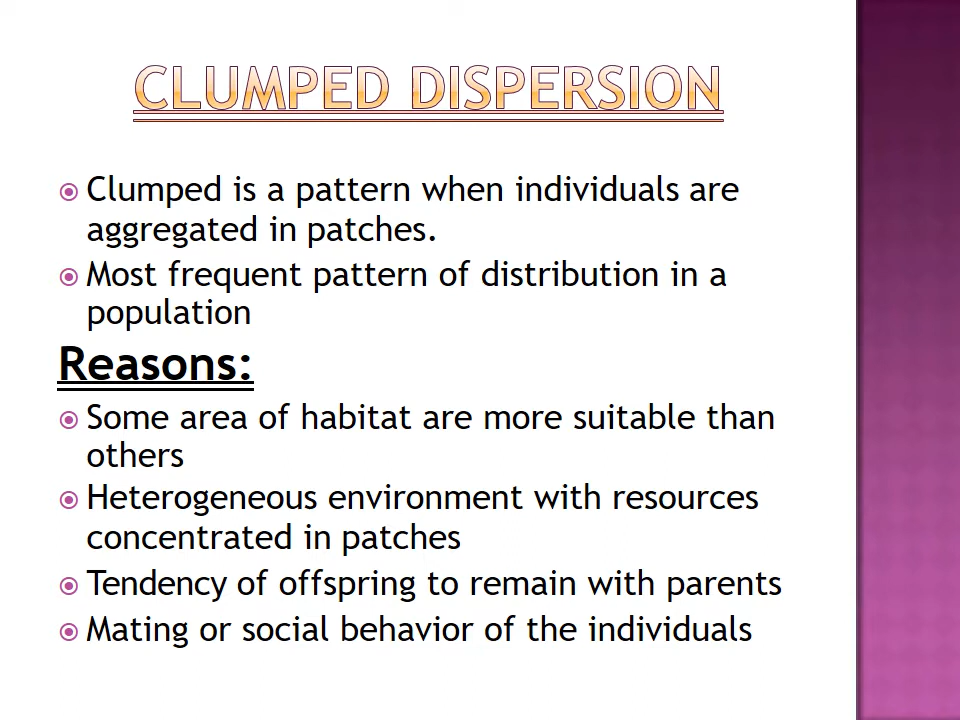 CLUMPED DISPERSION
Clumped is a pattern when individuals are
aggregated in patches.
Most frequent pattern of distribution in a
population
Reasons:
Some area of habitat are more suitable than
others
Heterogeneous environment with resources
concentrated in patches
Tendency of offspring to remain with parents
Mating or social behavior of the individuals